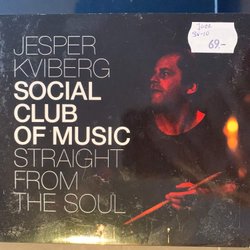 JESPER
KVIBERG
SOCIAL
CLUB
OF MUSIC
STRAIGHT
FROM
THE SOUL
69.-